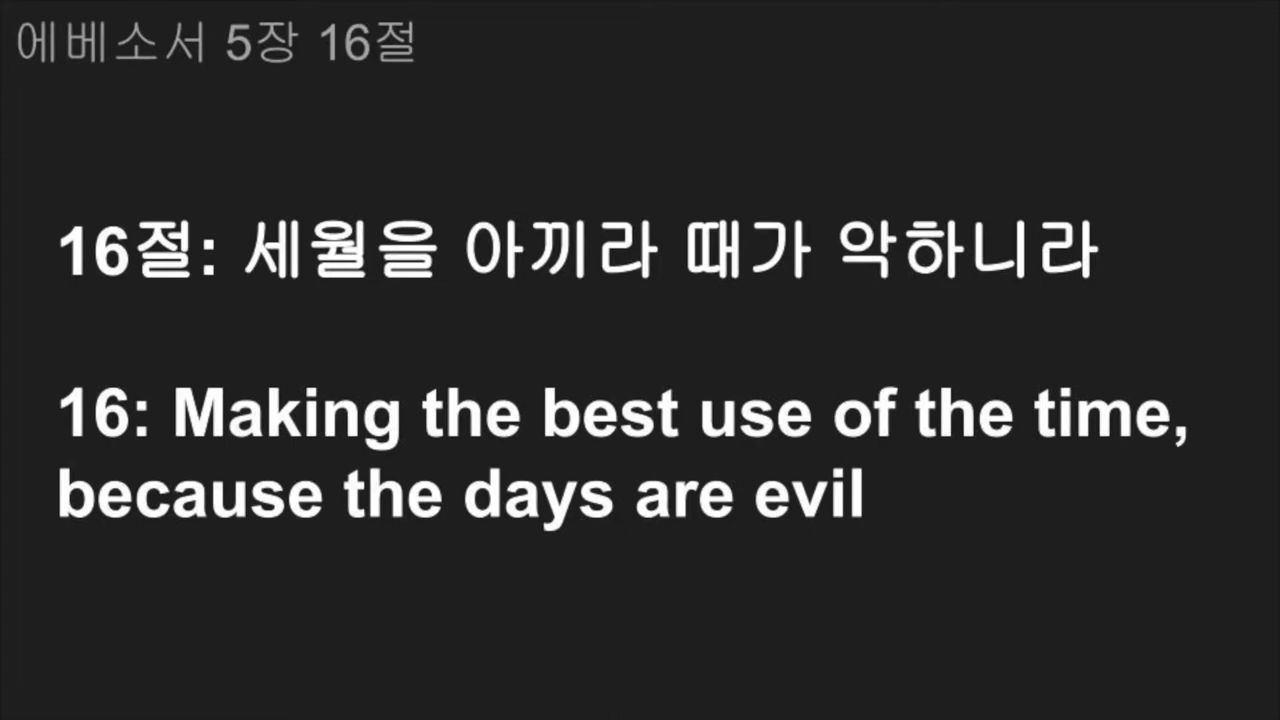 에베소서 5장 16절
16절: 세월을 아끼라 때가 악하니라
16: Making the best use of the time,
because the days are evil